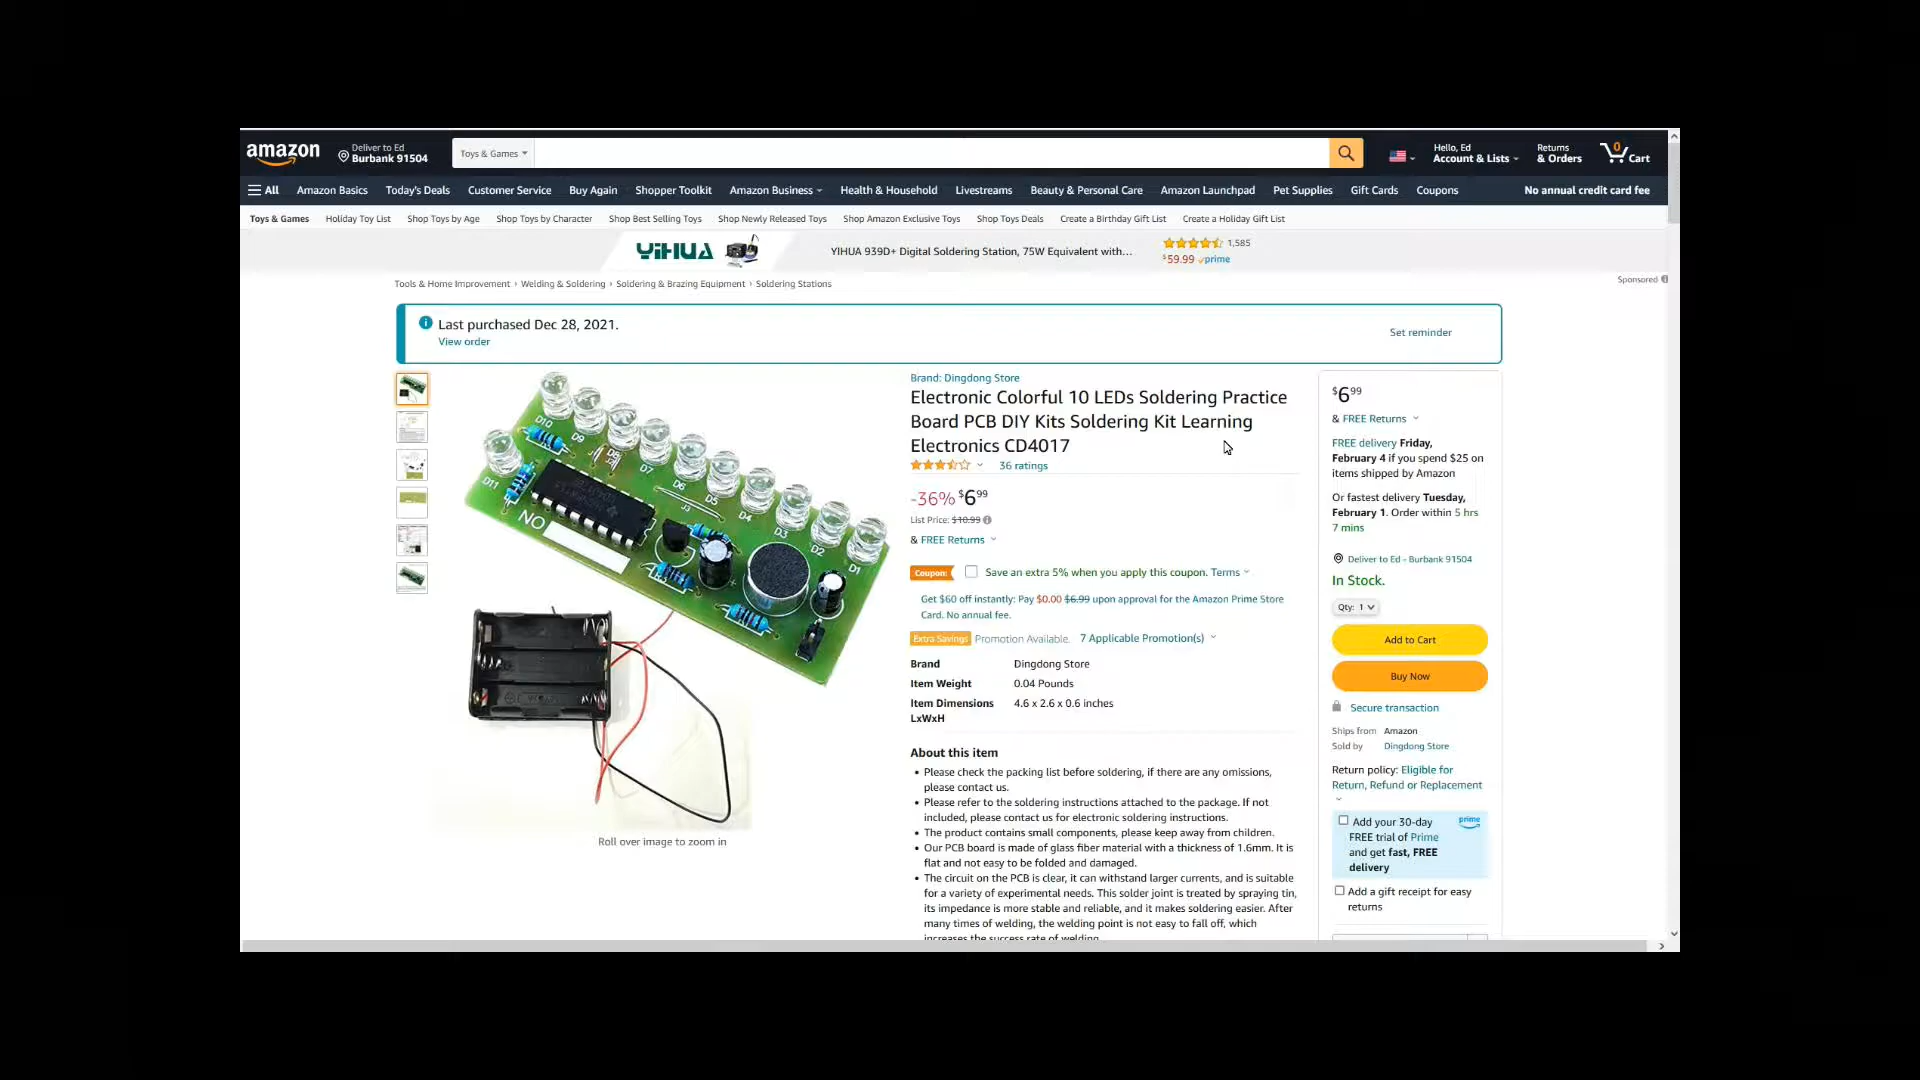 amazon
Deliver to Ed
Burbank 91504
Toys & Games
Hello, Ed
Account & Lists
Returns
& Orders
0
Cart
All
Amazon Basics
Today's Deals
Customer Service
Buy Again
Shopper Toolkit
Amazon Business
Health & Household
Livestreams
Beauty & Personal Care
Amazon Launchpad
Pet Supplies
Gift Cards
Coupons
No annual credit card fee
Toys & Games
Holiday Toy List
Shop Toys by Age
Shop Toys by Character
Shop Best Selling Toys
Shop Newly Released Toys
Shop Amazon Exclusive Toys
Shop Toys Deals
Create a Birthday Gift List
Create a Holiday Gift List
YIHUA
YIHUA 939D+ Digital Soldering Station, 75W Equivalent with...
1,585
$59.99 prime
Sponsored
Tools & Home Improvement › Welding & Soldering › Soldering & Brazing Equipment › Soldering Stations
Last purchased Dec 28, 2021.
View order
Set reminder
D10
D9
D8
D7
D6
D5
D4
D3
D2
D1
D11
J3
NO
Roll over image to zoom in
Brand: Dingdong Store
Electronic Colorful 10 LEDs Soldering Practice
Board PCB DIY Kits Soldering Kit Learning
Electronics CD4017
36 ratings
-36% $6.99
List Price: $10.99
& FREE Returns
Coupon: Save an extra 5% when you apply this coupon. Terms
Get $60 off instantly: Pay $0.00 $6.99 upon approval for the Amazon Prime Store
Card. No annual fee.
Extra Savings Promotion Available. 7 Applicable Promotion(s)
Brand Dingdong Store
Item Weight 0.04 Pounds
Item Dimensions 4.6 x 2.6 x 0.6 inches
LxWxH
About this item
• Please check the packing list before soldering, if there are any omissions,
please contact us.
• Please refer to the soldering instructions attached to the package. If not
included, please contact us for electronic soldering instructions.
• The product contains small components, please keep away from children.
• Our PCB board is made of glass fiber material with a thickness of 1.6mm. It is
flat and not easy to be folded and damaged.
• The circuit on the PCB is clear, it can withstand larger currents, and is suitable
for a variety of experimental needs. This solder joint is treated by spraying tin,
its impedance is more stable and reliable, and it makes soldering easier. After
many times of welding, the welding point is not easy to fall off, which
increases the success rate of welding.
$6.99
& FREE Returns
FREE delivery Friday,
February 4 if you spend $25 on
items shipped by Amazon
Or fastest delivery Tuesday,
February 1. Order within 5 hrs
7 mins
Deliver to Ed - Burbank 91504
In Stock.
Qty: 1
Add to Cart
Buy Now
Secure transaction
Ships from Amazon
Sold by Dingdong Store
Return policy: Eligible for
Return, Refund or Replacement
Add your 30-day prime
FREE trial of Prime
and get fast, FREE
delivery
Add a gift receipt for easy
returns